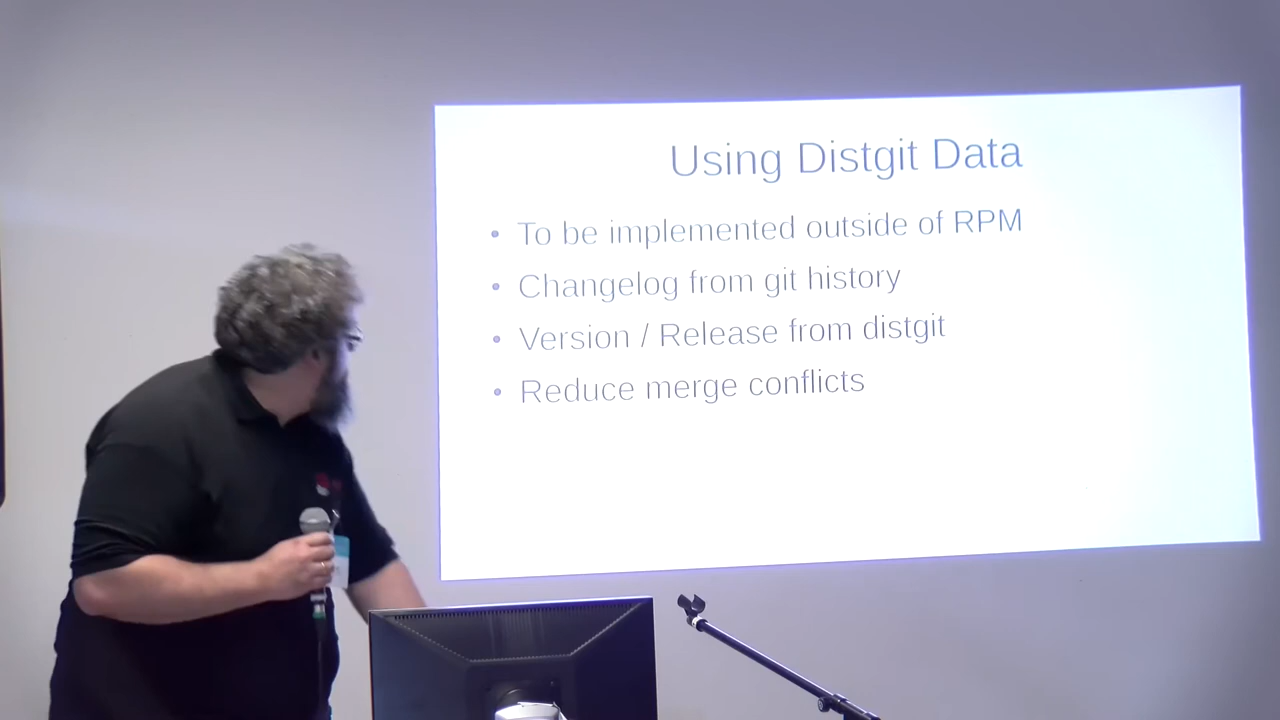 Using Distgit Data
• To be implemented outside of RPM
• Changelog from git history
• Version / Release from distgit
• Reduce merge conflicts